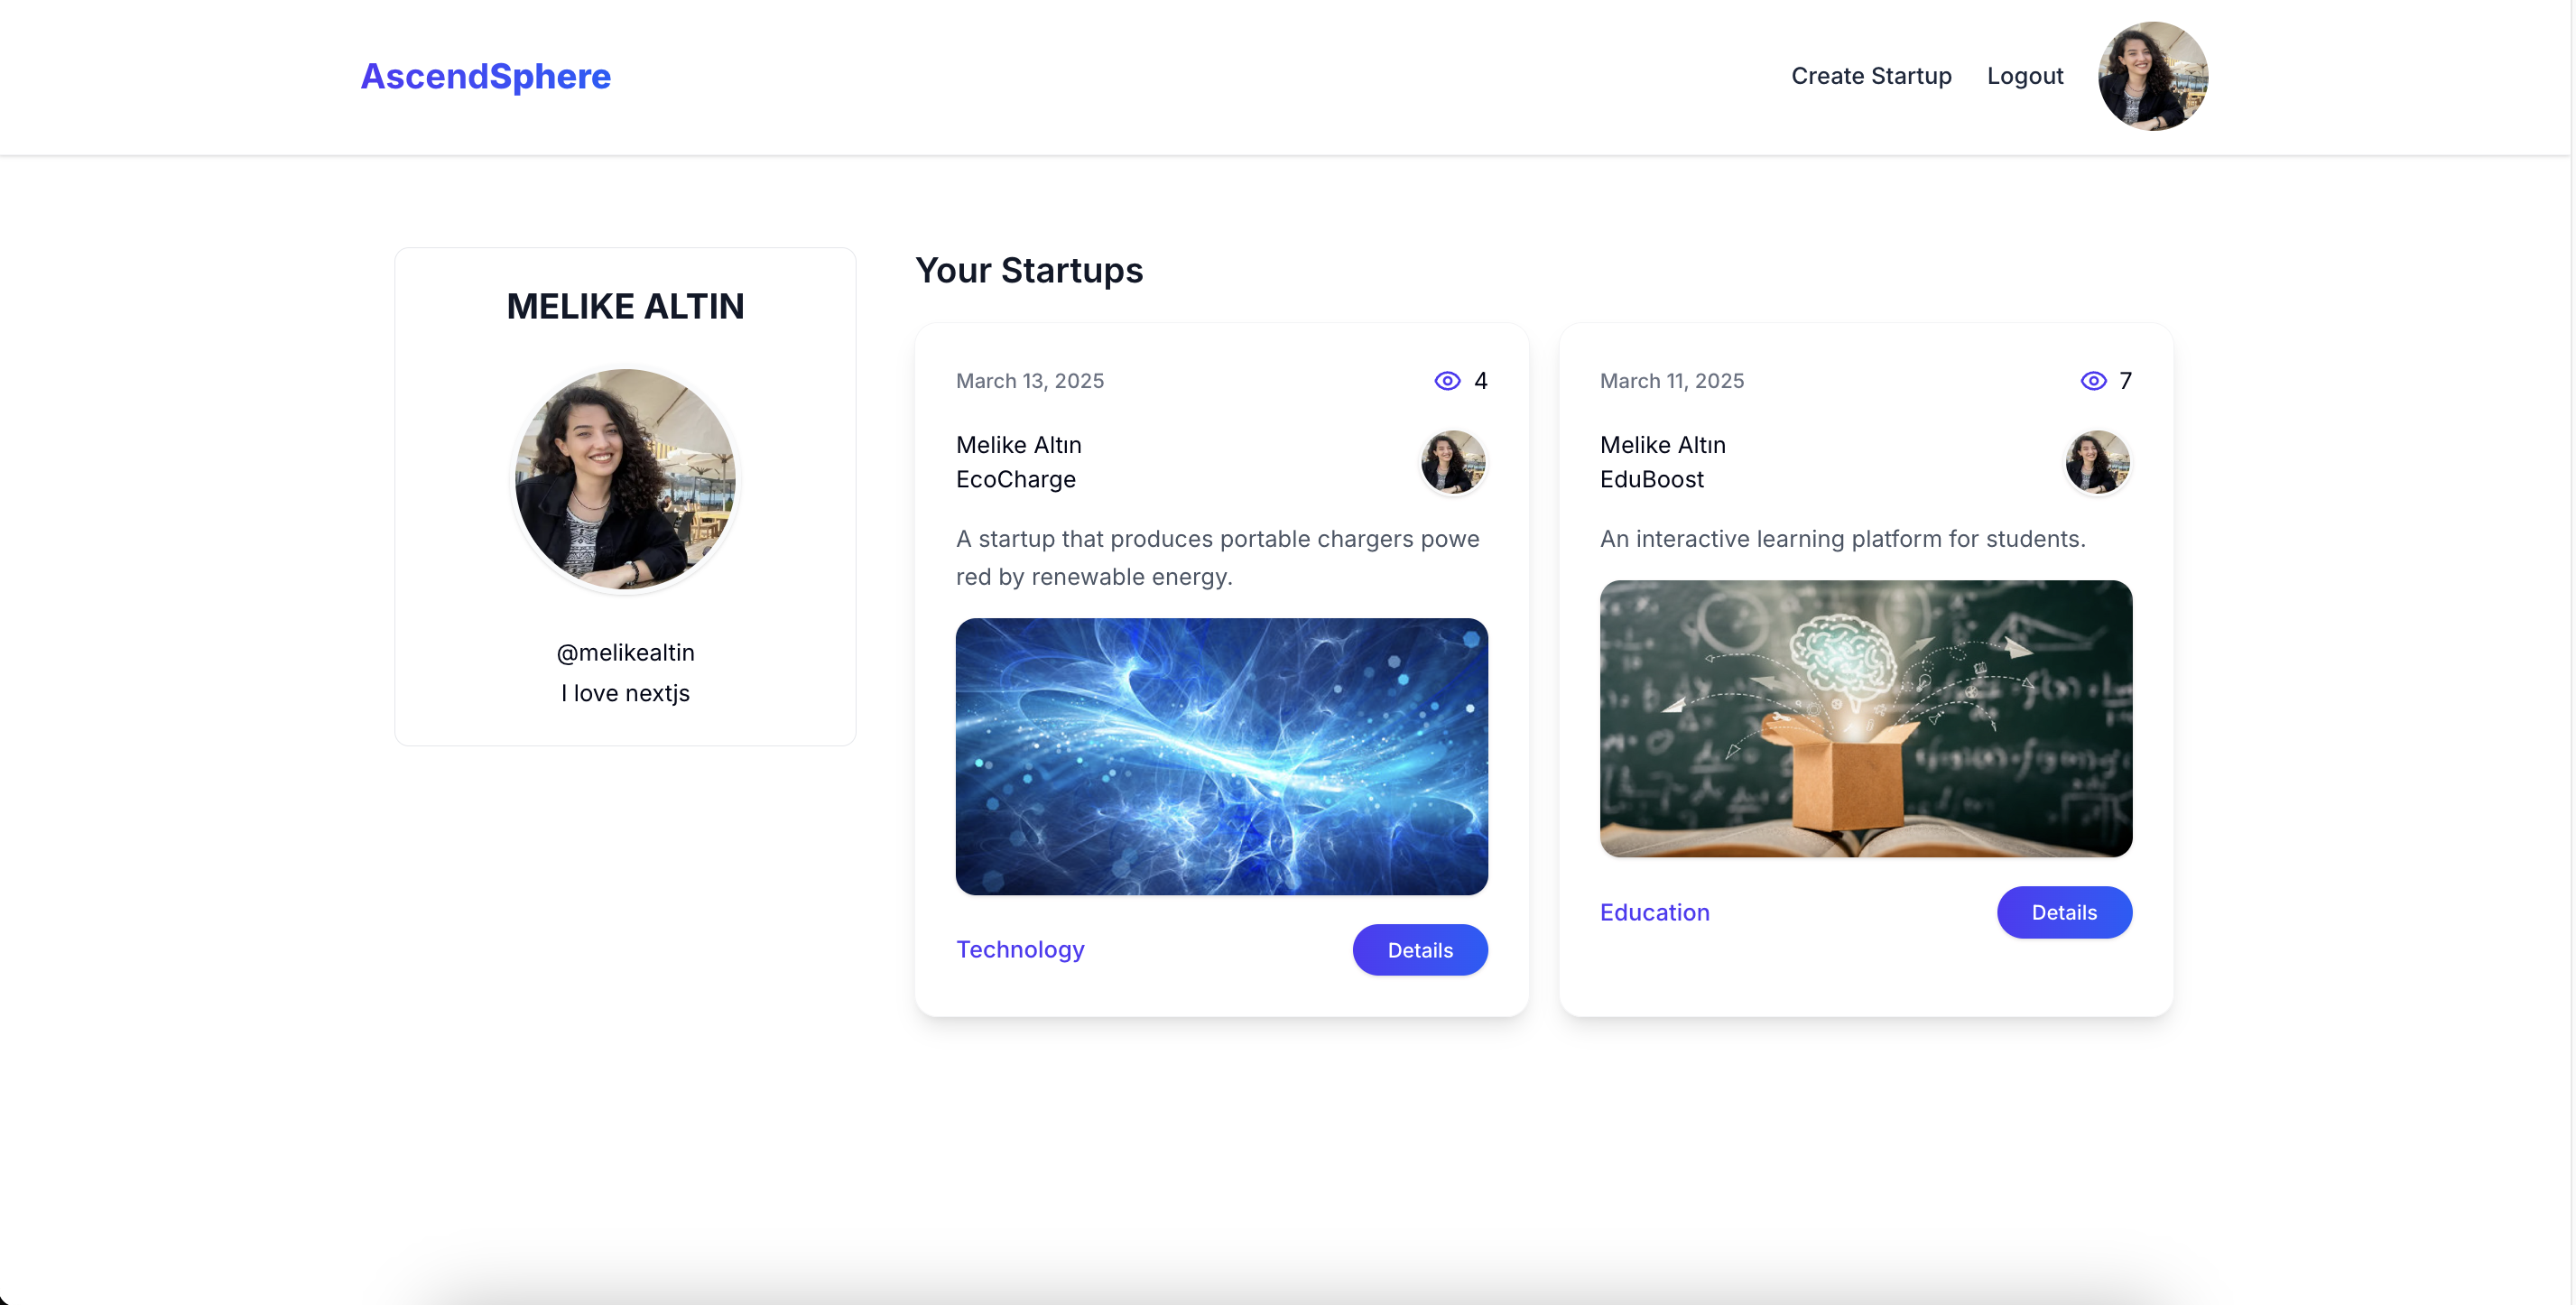 AscendSphere
Create Startup
Logout
MELIKE ALTIN
@melikealtin
I love nextjs
Your Startups
March 13, 2025
4
Melike Altın
EcoCharge
A startup that produces portable chargers powe
red by renewable energy.
Technology
Details
March 11, 2025
7
Melike Altın
EduBoost
An interactive learning platform for students.
Education
Details